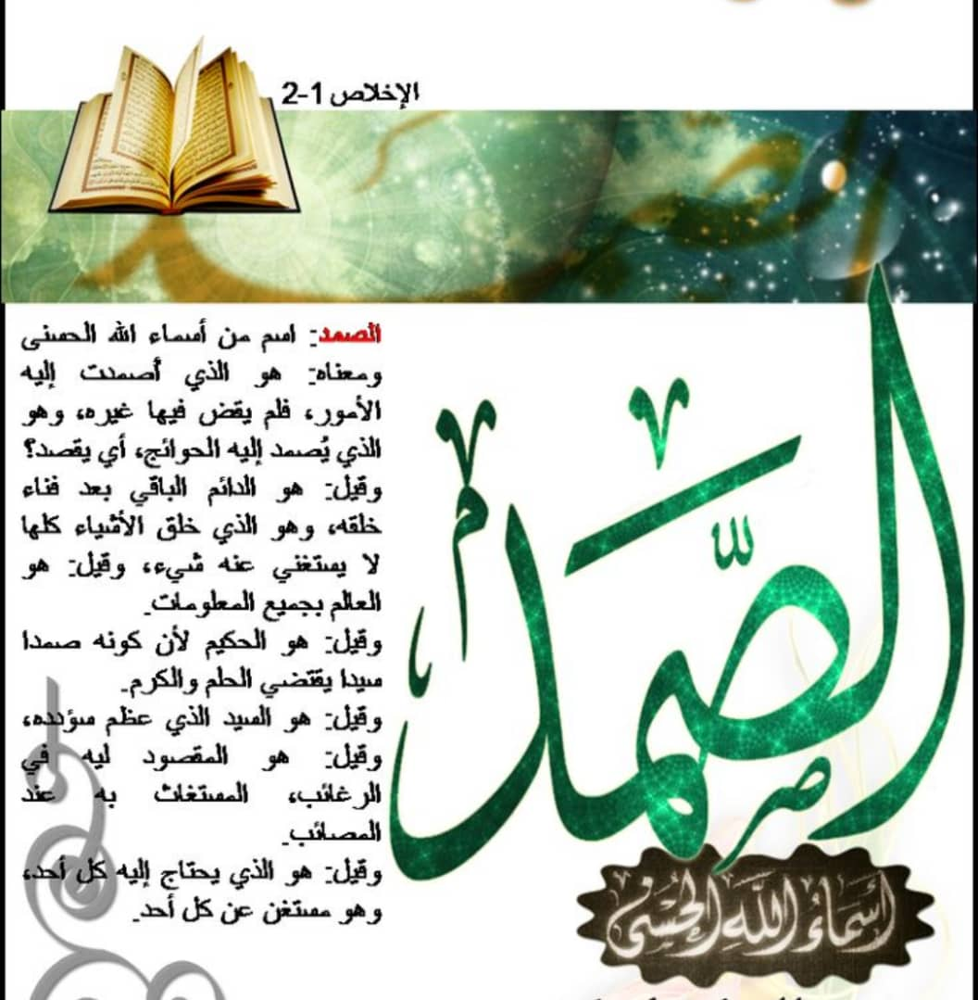 الإخلاص 1-2
الصمد: اسم من أسماء الله الحسنى
ومعناه: هو الذي أصمدت إليه
الأمور، فلم يقض فيها غيره، وهو
الذي يُصمد إليه الحوائج، أي يقصد؟
وقيل: هو الدائم الباقي بعد فناء
خلقه، وهو الذي خلق الأشياء كلها
لا يستغني عنه شيء، وقيل: هو
العالم بجميع المعلومات.
وقيل: هو الحكيم لأن كونه صمدا
سيدا يقتضي الحلم والكرم.
وقيل: هو السيد الذي عظم سؤدده،
وقيل: هو المقصود ليه في
الرغائب، المستغاث به عند
المصائب.
وقيل: هو الذي يحتاج إليه كل أحد،
وهو مستغن عن كل أحد.
الصَّمد
أسماء الله الحسنى